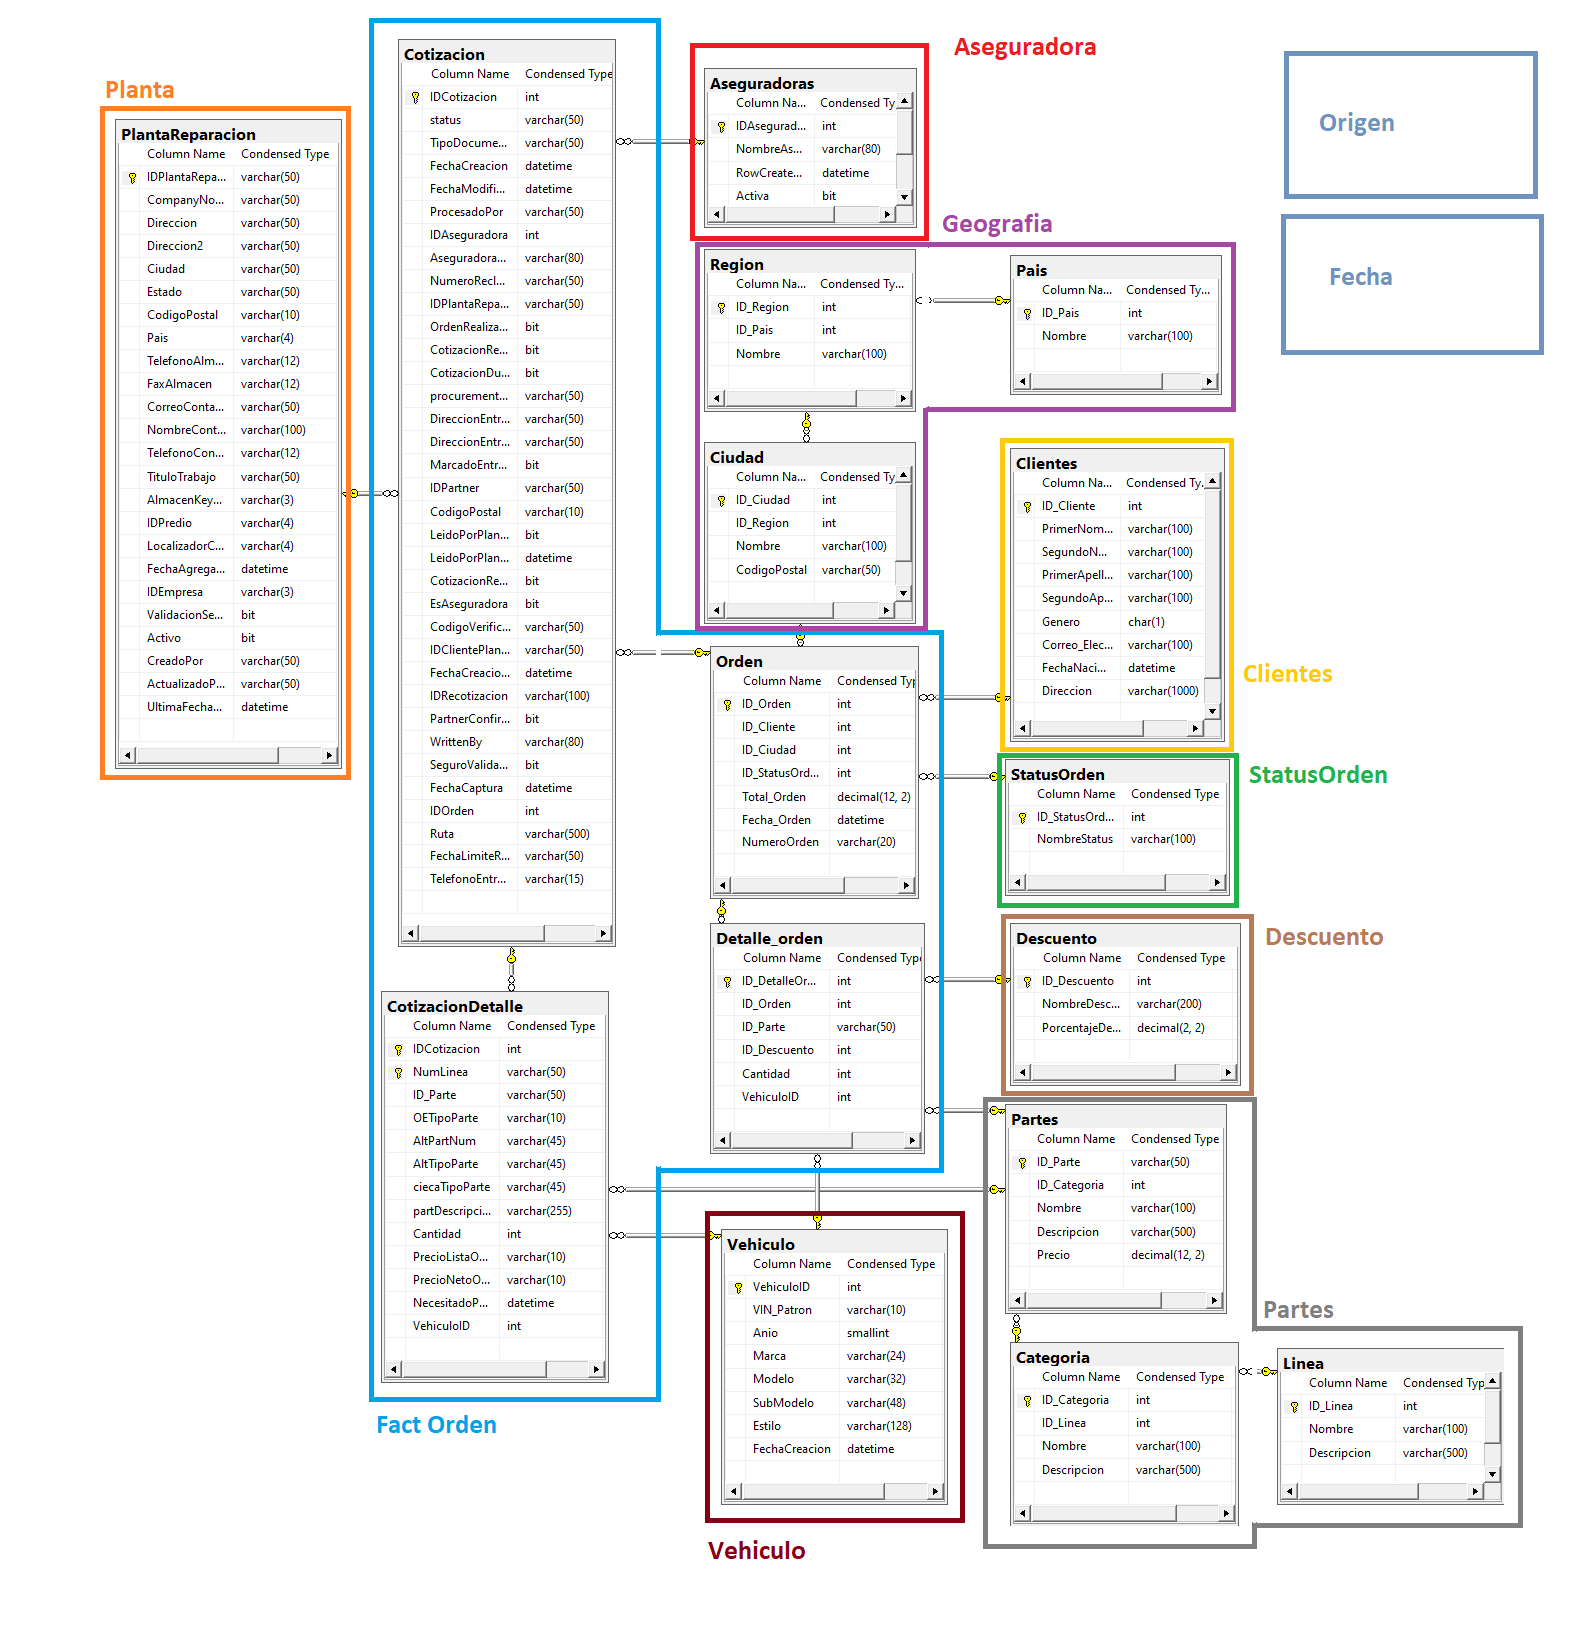 Planta
PlantaReparacion
Column Name Condensed Type
IDPlantaRepa... varchar(50)
CompanyNo... varchar(50)
Direccion varchar(50)
Direccion2 varchar(50)
Ciudad varchar(50)
Estado varchar(50)
CodigoPostal varchar(10)
Pais varchar(4)
TelefonoAlm... varchar(12)
FaxAlmacen varchar(12)
CorreoConta... varchar(50)
NombreCont... varchar(100)
TelefonoCon... varchar(12)
TituloTrabajo varchar(50)
AlmacenKey... varchar(3)
IDPredio varchar(4)
LocalizadorC... varchar(4)
FechaAgrega... datetime
IDEmpresa varchar(3)
ValidacionSe... bit
Activo bit
CreadoPor varchar(50)
ActualizadoP... varchar(50)
UltimaFecha... datetime
Cotizacion
Column Name Condensed Type
IDCotizacion int
status varchar(50)
TipoDocume... varchar(50)
FechaCreacion datetime
FechaModifi... datetime
ProcesadoPor varchar(50)
IDAseguradora int
Aseguradora... varchar(80)
NumeroRecl... varchar(50)
IDPlantaRepa... varchar(50)
OrdenRealiza... bit
CotizacionRe... bit
CotizacionDu... bit
procurement... varchar(50)
DireccionEntr... varchar(50)
DireccionEntr... varchar(50)
MarcadoEntr... bit
IDPartner varchar(50)
CodigoPostal varchar(10)
LeidoPorPlan... bit
LeidoPorPlan... datetime
CotizacionRe... bit
EsAseguradora bit
CodigoVerific... varchar(50)
IDClientePlan... varchar(50)
FechaCreacio... datetime
IDRecotizacion varchar(100)
PartnerConfir... bit
WrittenBy varchar(80)
SeguroValida... bit
FechaCaptura datetime
IDOrden int
Ruta varchar(500)
FechaLimiteR... varchar(50)
TelefonoEntr... varchar(15)
CotizacionDetalle
Column Name Condensed Type
IDCotizacion int
NumLinea varchar(50)
ID_Parte varchar(50)
OETipoParte varchar(10)
AltPartNum varchar(45)
AltTipoParte varchar(45)
ciecaTipoParte varchar(45)
partDescripci... varchar(255)
Cantidad int
PrecioListaO... varchar(10)
PrecioNetoO... varchar(10)
NecesitadoP... datetime
VehiculoID int
Fact Orden
Aseguradora
Aseguradoras
Column Na... Condensed Ty
IDAsegurad... int
NombreAs... varchar(80)
RowCreate... datetime
Activa bit
Geografia
Region
Column Na... Condensed Ty...
ID_Region int
ID_Pais int
Nombre varchar(100)
Pais
Column Na... Condensed Ty...
ID_Pais int
Nombre varchar(100)
Ciudad
Column Na... Condensed Ty
ID_Ciudad int
ID_Region int
Nombre varchar(100)
CodigoPostal varchar(50)
Orden
Column Name Condensed Typ
ID_Orden int
ID_Cliente int
ID_Ciudad int
ID_StatusOrd... int
Total_Orden decimal(12, 2)
Fecha_Orden datetime
NumeroOrden varchar(20)
Detalle_orden
Column Name Condensed Type
ID_DetalleOr... int
ID_Orden int
ID_Parte varchar(50)
ID_Descuento int
Cantidad int
VehiculoID int
Vehiculo
Column Name Condensed Type
VehiculoID int
VIN_Patron varchar(10)
Anio smallint
Marca varchar(24)
Modelo varchar(32)
SubModelo varchar(48)
Estilo varchar(128)
FechaCreacion datetime
Vehiculo
Origen
Fecha
Clientes
Column Na... Condensed Ty.
ID_Cliente int
PrimerNom... varchar(100)
SegundoN... varchar(100)
PrimerApell... varchar(100)
SegundoAp... varchar(100)
Genero char(1)
Correo_Elec... varchar(100)
FechaNaci... datetime
Direccion varchar(1000)
Clientes
StatusOrden
Column Name Condensed Type
ID_StatusOrd... int
NombreStatus varchar(100)
StatusOrden
Descuento
Column Name Condensed Type
ID_Descuento int
NombreDesc... varchar(200)
PorcentajeDe... decimal(2, 2)
Descuento
Partes
Column Name Condensed Type
ID_Parte varchar(50)
ID_Categoria int
Nombre varchar(100)
Descripcion varchar(500)
Precio decimal(12, 2)
Partes
Categoria
Column Name Condensed Type
ID_Categoria int
ID_Linea int
Nombre varchar(100)
Descripcion varchar(500)
Linea
Column Name Condensed Typ
ID_Linea int
Nombre varchar(100)
Descripcion varchar(500)